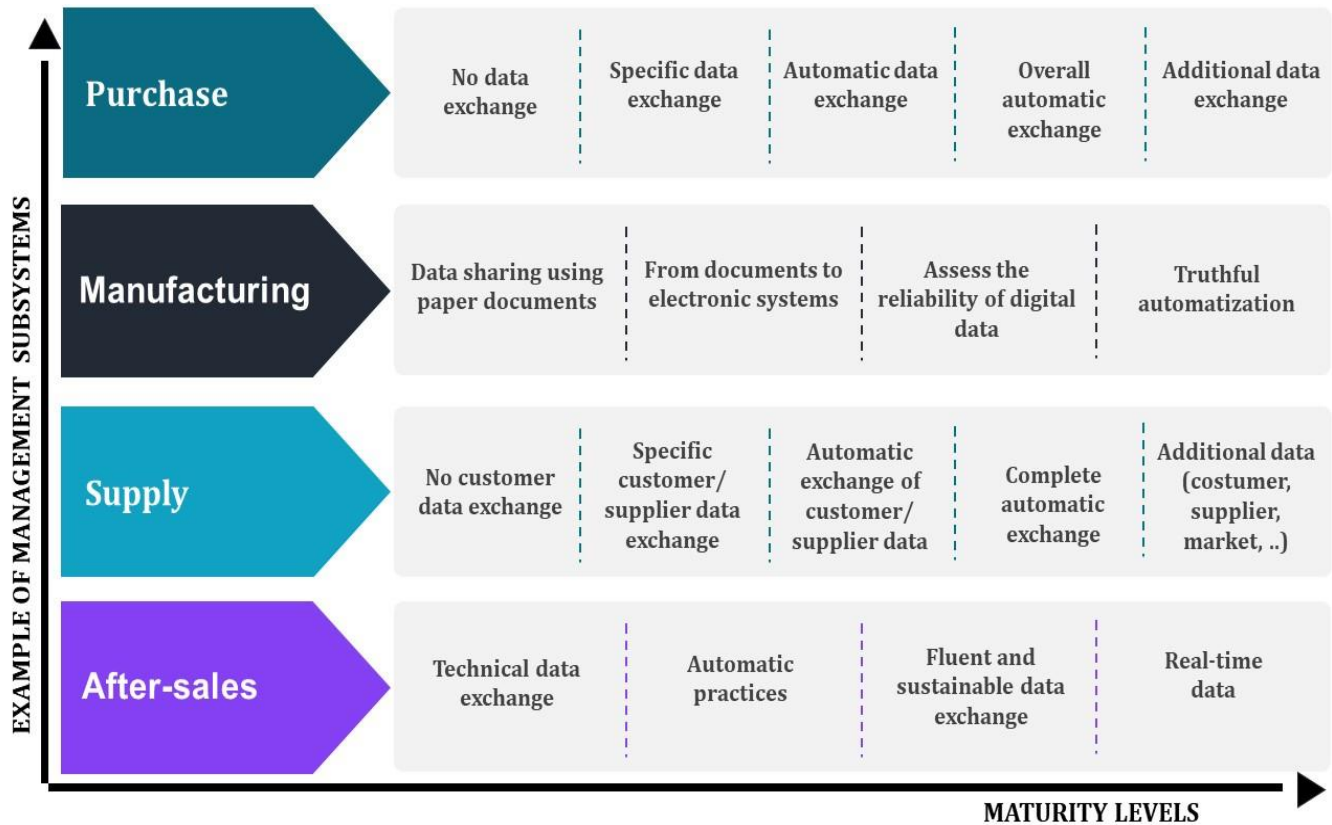 EXAMPLE OF MANAGEMENT SUBSYSTEMS
Purchase
No data
exchange
Specific data
exchange
Automatic data
exchange
Overall
automatic
exchange
Additional data
exchange
Manufacturing
Data sharing using
paper documents
From documents to
electronic systems
Assess the
reliability of digital
data
Truthful
automatization
Supply
No customer
data exchange
Specific
customer/
supplier data
exchange
Automatic
exchange of
customer/
supplier data
Complete
automatic
exchange
Additional data
(costumer,
supplier,
market, ..)
After-sales
Technical data
exchange
Automatic
practices
Fluent and
sustainable data
exchange
Real-time
data
MATURITY LEVELS